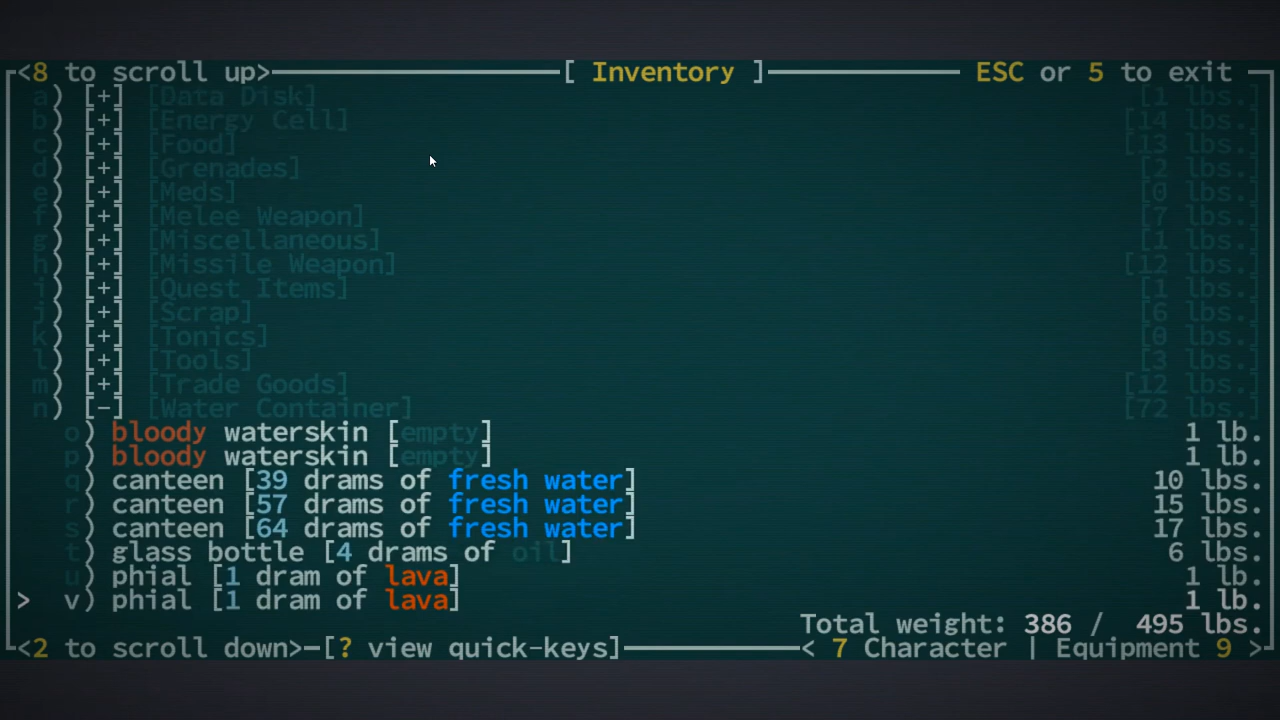 <8 to scroll up> [ Inventory ] ESC or 5 to exit
a) [+] [Data Disk] [1 lbs.]
b) [+] [Energy Cell] [14 lbs.]
c) [+] [Food] [13 lbs.]
d) [+] [Grenades] [2 lbs.]
e) [+] [Meds] [0 lbs.]
f) [+] [Melee Weapon] [7 lbs.]
g) [+] [Miscellaneous] [1 lbs.]
h) [+] [Missile Weapon] [12 lbs.]
i) [+] [Quest Items] [1 lbs.]
j) [+] [Scrap] [6 lbs.]
k) [+] [Tonics] [0 lbs.]
l) [+] [Tools] [3 lbs.]
m) [+] [Trade Goods] [12 lbs.]
n) [-] [Water Container] [72 lbs.]
o) bloody waterskin [empty] 1 lb.
p) bloody waterskin [empty] 1 lb.
q) canteen [39 drams of fresh water] 10 lbs.
r) canteen [57 drams of fresh water] 15 lbs.
s) canteen [64 drams of fresh water] 17 lbs.
t) glass bottle [4 drams of oil] 6 lbs.
u) phial [1 dram of lava] 1 lb.
> v) phial [1 dram of lava] 1 lb.
Total weight: 386 / 495 lbs.
<2 to scroll down> [? view quick-keys] < 7 Character | Equipment 9 >